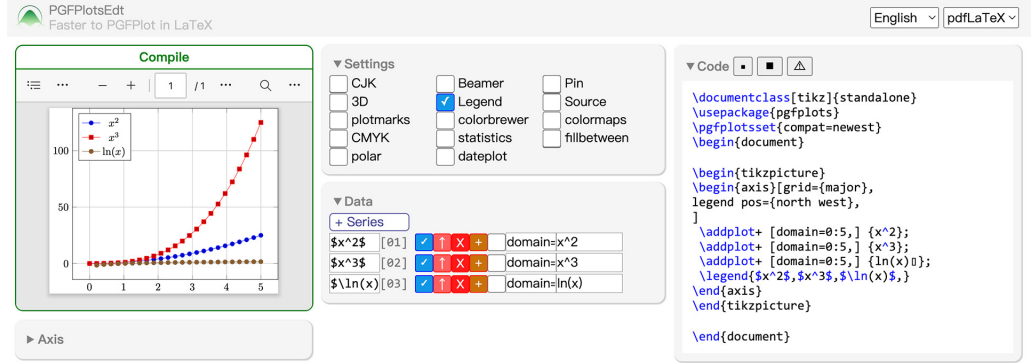 PGFPlotsEdt
Faster to PGFPlot in LaTeX
English
pdfLaTeX
Compile
1 /1
x^2
x^3
ln(x)
100
50
0
0 1 2 3 4 5
▶ Axis
▼ Settings
CJK Beamer Pin
3D Legend Source
plotmarks colorbrewer colormaps
CMYK statistics fillbetween
polar dateplot
▼ Data
+ Series
$x^2$ [01] ✓ ↑ X + domain= x^2
$x^3$ [02] ✓ ↑ X + domain= x^3
$\ln(x) [03] ✓ ↑ X + domain= ln(x)
▼ Code
\documentclass[tikz]{standalone}
\usepackage{pgfplots}
\pgfplotsset{compat=newest}
\begin{document}
\begin{tikzpicture}
\begin{axis}[grid={major},
legend pos={north west},
]
\addplot+ [domain=0:5,] {x^2};
\addplot+ [domain=0:5,] {x^3};
\addplot+ [domain=0:5,] {ln(x)▯};
\legend{$x^2$,$x^3$,$\ln(x)$,}
\end{axis}
\end{tikzpicture}
\end{document}